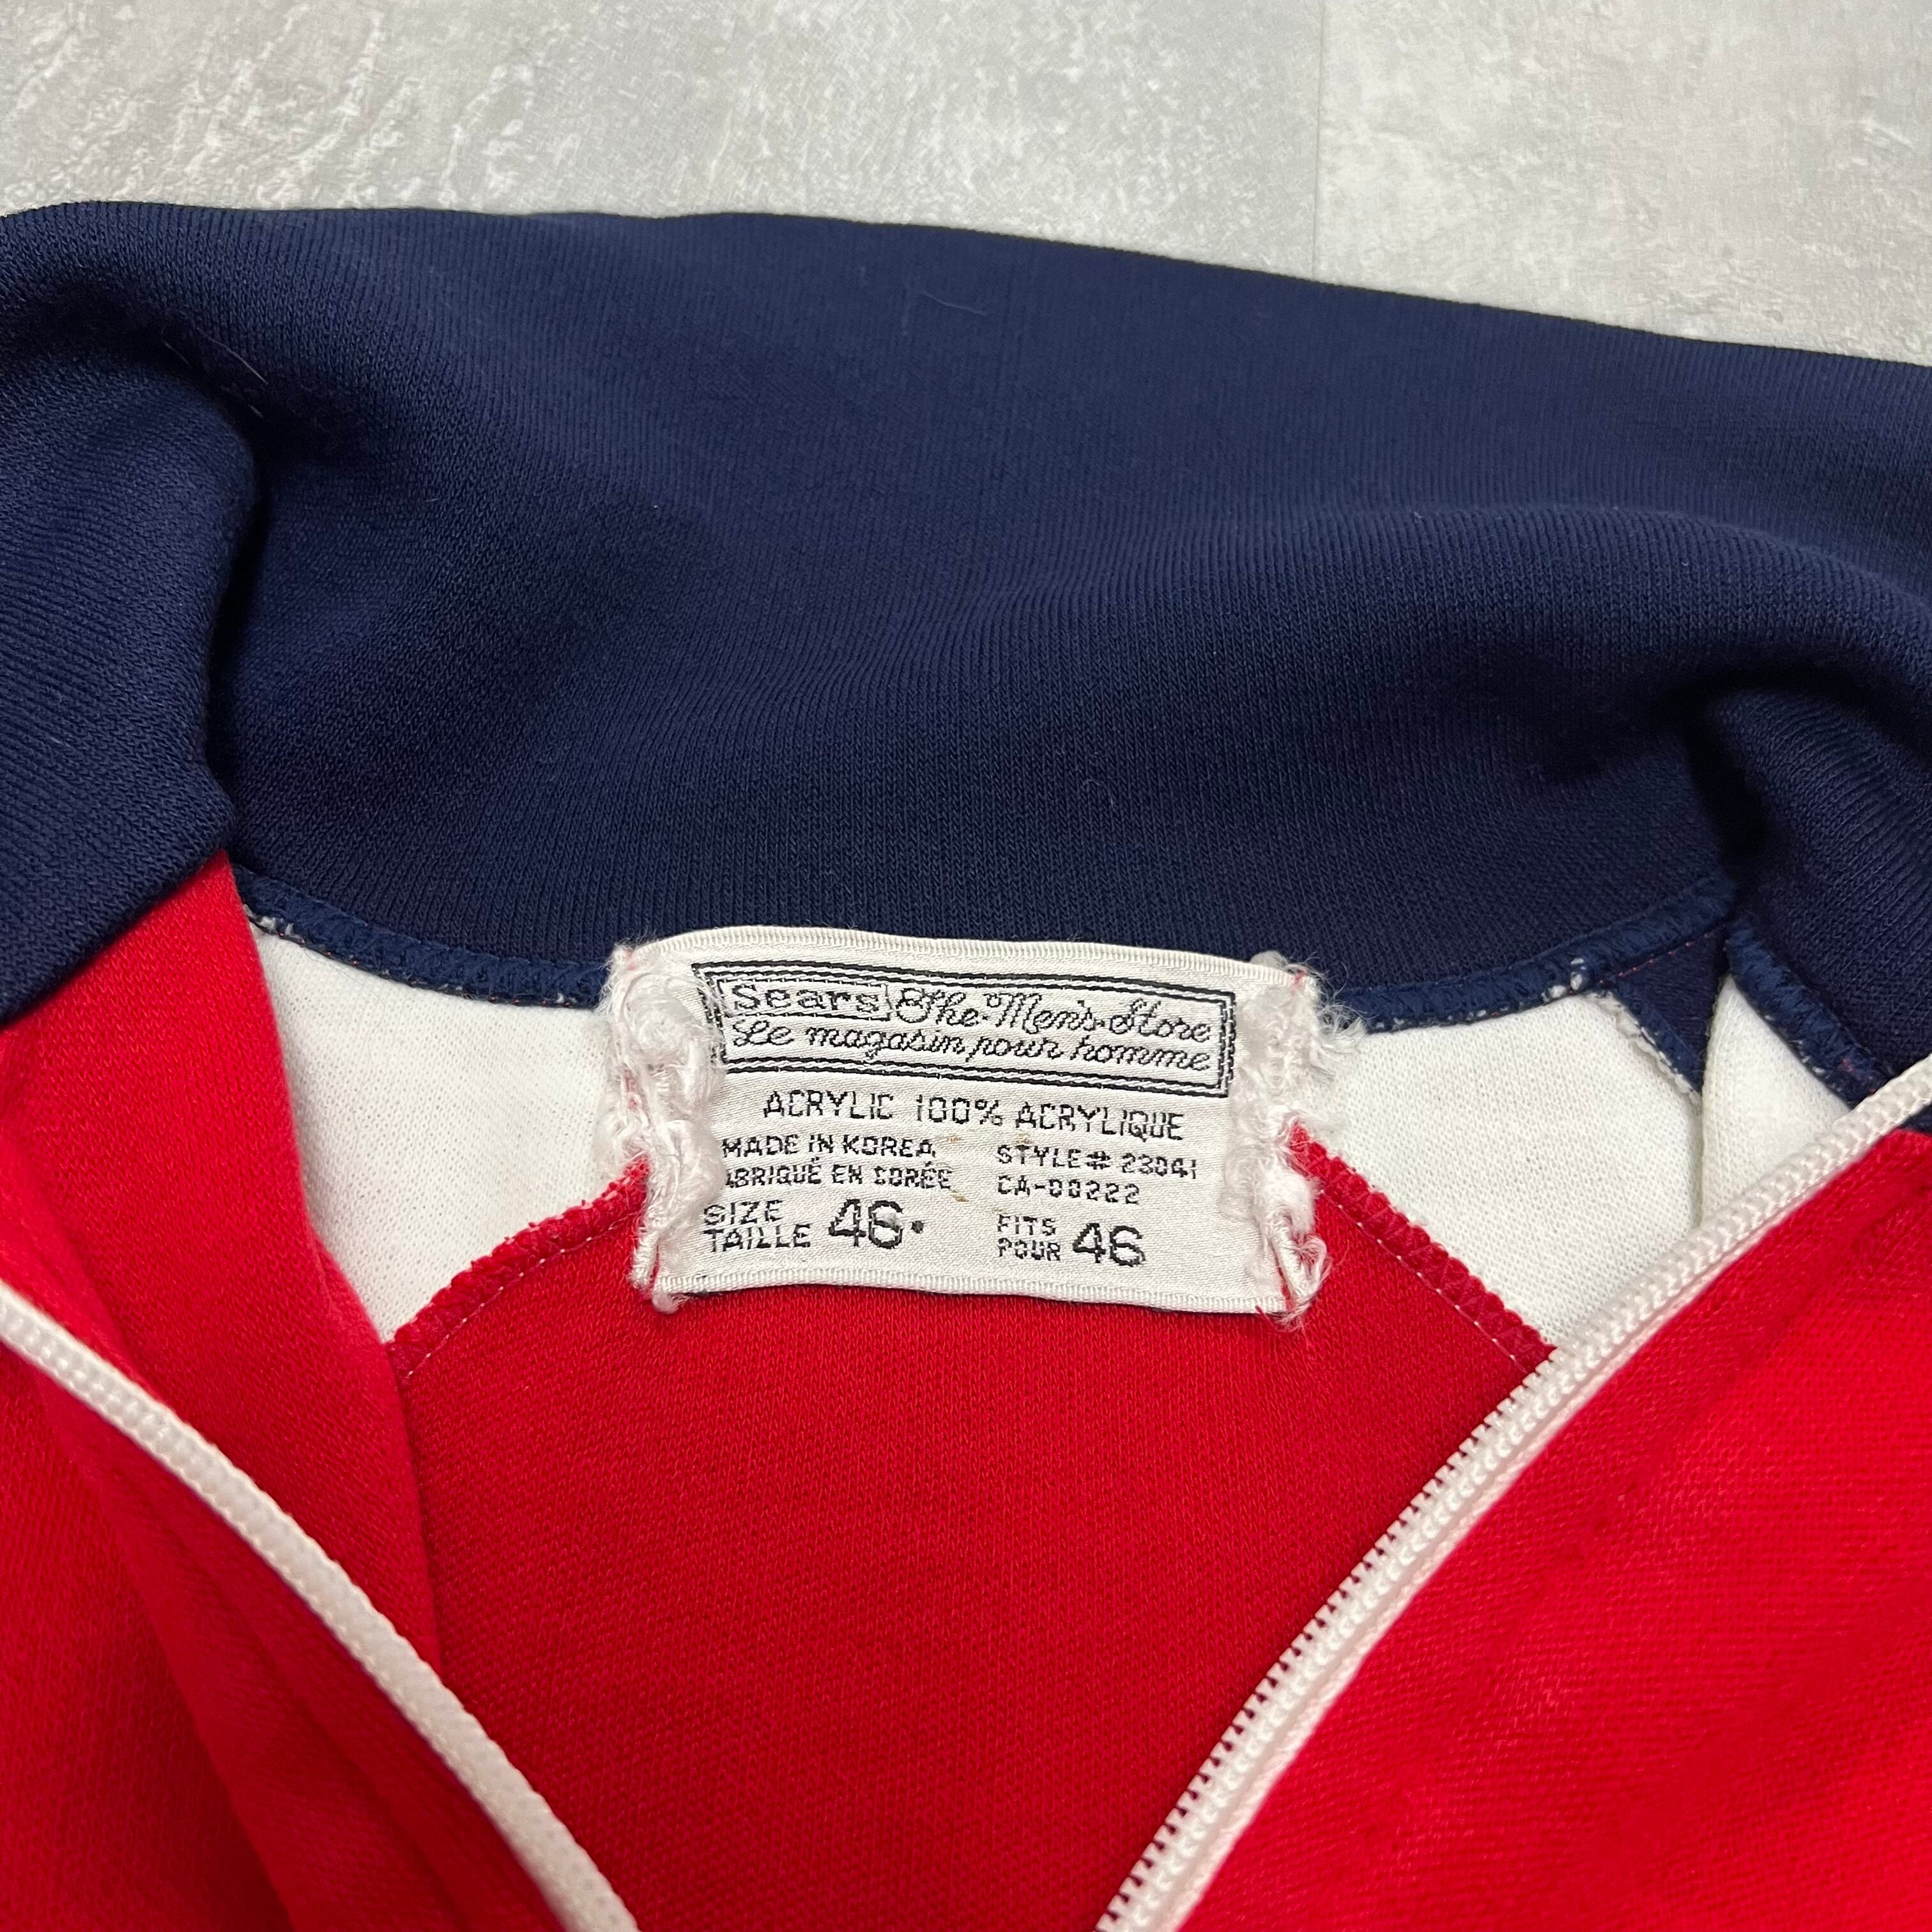 Sears The Men's Store
Le magasin pour homme
ACRYLIC 100% ACRYLIQUE
MADE IN KOREA
ABRIQUÉ EN CORÉE
STYLE# 23041
CA-00222
SIZE
TAILLE 46
FITS
POUR 46